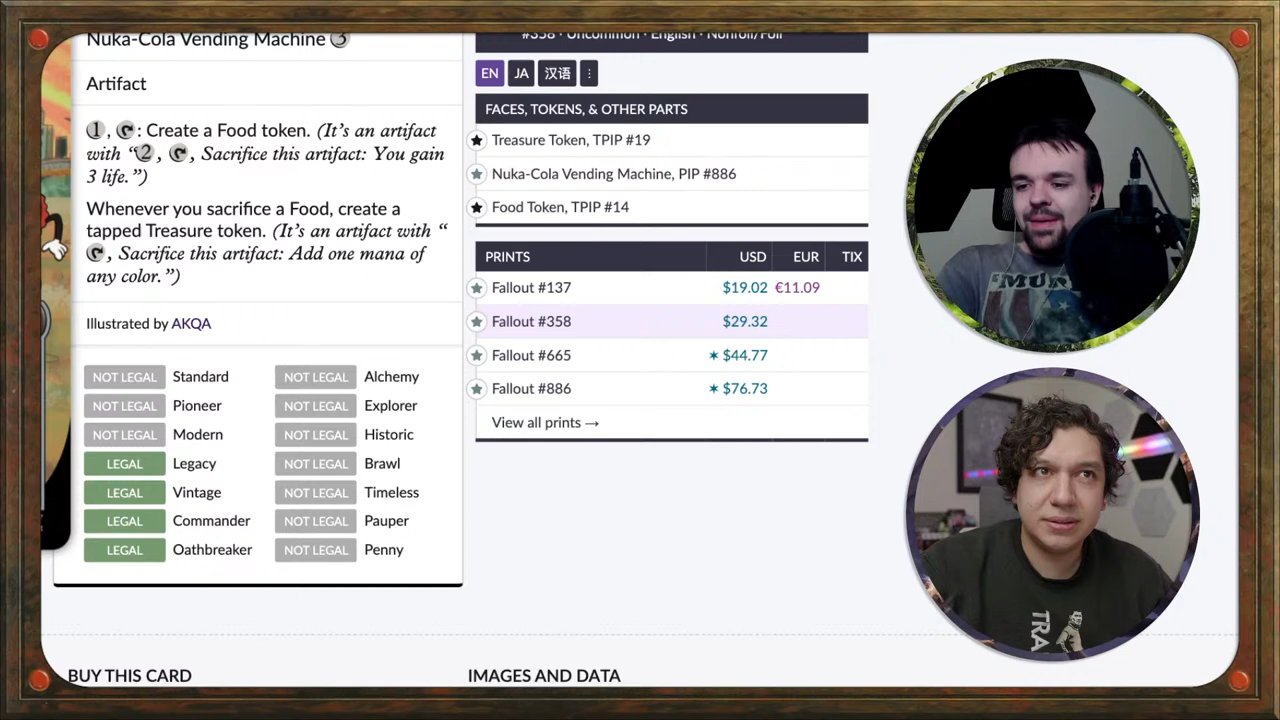 Nuka-Cola Vending Machine 3
Artifact
1, : Create a Food token. (It's an artifact
with “2, , Sacrifice this artifact: You gain
3 life.”)
Whenever you sacrifice a Food, create a
tapped Treasure token. (It's an artifact with “
, Sacrifice this artifact: Add one mana of
any color.”)
Illustrated by AKQA
NOT LEGAL Standard NOT LEGAL Alchemy
NOT LEGAL Pioneer NOT LEGAL Explorer
NOT LEGAL Modern NOT LEGAL Historic
LEGAL Legacy NOT LEGAL Brawl
LEGAL Vintage NOT LEGAL Timeless
LEGAL Commander NOT LEGAL Pauper
LEGAL Oathbreaker NOT LEGAL Penny
BUY THIS CARD
#358 · Uncommon · English · Nonfoil/Foil
EN JA 汉语 ⋮
FACES, TOKENS, & OTHER PARTS
Treasure Token, TPIP #19
Nuka-Cola Vending Machine, PIP #886
Food Token, TPIP #14
PRINTS USD EUR TIX
Fallout #137 $19.02 €11.09
Fallout #358 $29.32
Fallout #665 ✶ $44.77
Fallout #886 ✶ $76.73
View all prints →
IMAGES AND DATA
TRA